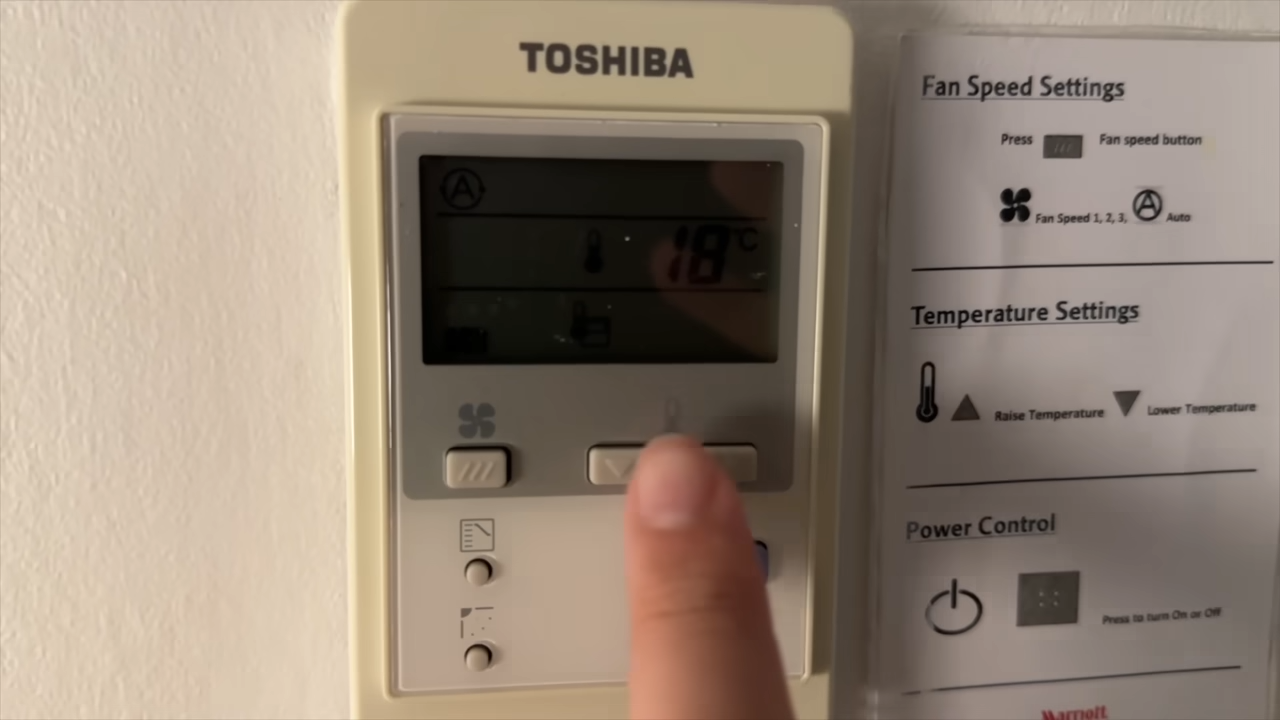 TOSHIBA
A
18 °C
Fan Speed Settings
Press Fan speed button
Fan Speed 1, 2, 3, A Auto
Temperature Settings
Raise Temperature Lower Temperature
Power Control
Press to turn On or Off
Marriott